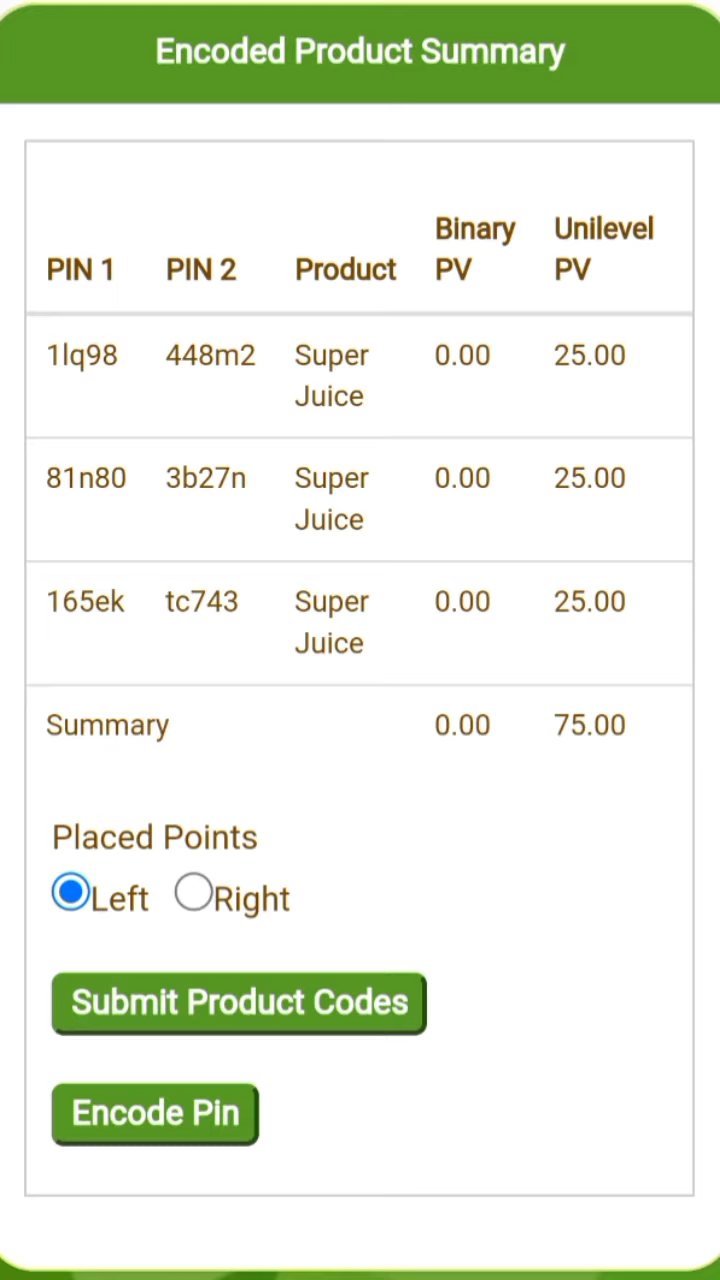 Encoded Product Summary
Binary Unilevel
PIN 1 PIN 2 Product PV PV
1lq98 448m2 Super 0.00 25.00
Juice
81n80 3b27n Super 0.00 25.00
Juice
165ek tc743 Super 0.00 25.00
Juice
Summary 0.00 75.00
Placed Points
Left Right
Submit Product Codes
Encode Pin